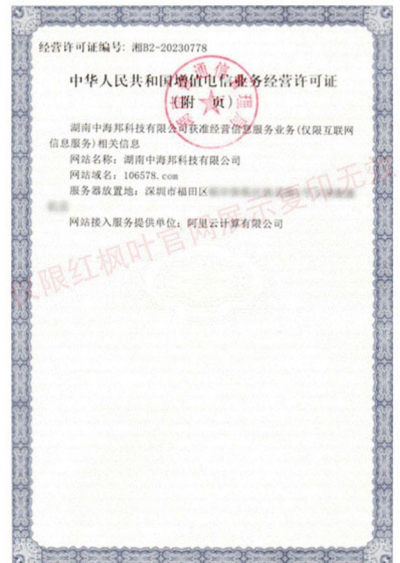 经营许可证编号: 湘B2-20230778
中华人民共和国增值电信业务经营许可证
(附 页)
湖南中海邦科技有限公司获准经营信息服务业务(仅限互联网
信息服务)相关信息
网站名称: 湖南中海邦科技有限公司
网站域名: 106578.com
服务器放置地: 深圳市福田区
网站接入服务提供单位: 阿里云计算有限公司
仅限红枫叶官网展示复印无效